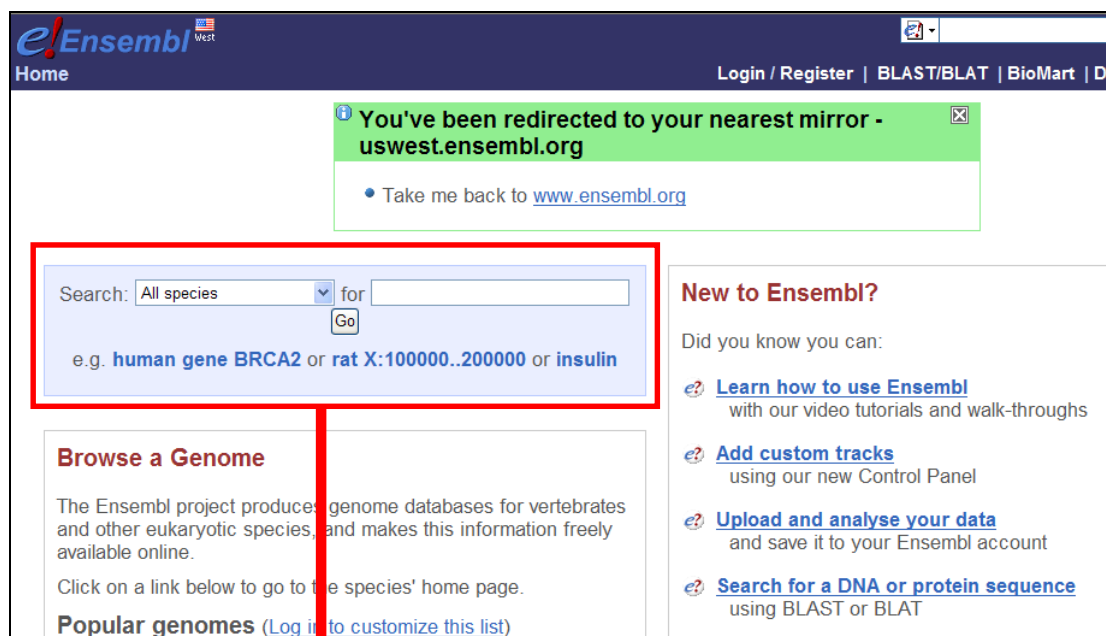 e!Ensembl West
Home
Login / Register | BLAST/BLAT | BioMart | D
You've been redirected to your nearest mirror -
uswest.ensembl.org
Take me back to www.ensembl.org
Search: All species for
Go
e.g. human gene BRCA2 or rat X:100000..200000 or insulin
Browse a Genome
The Ensembl project produces genome databases for vertebrates
and other eukaryotic species, and makes this information freely
available online.
Click on a link below to go to the species' home page.
Popular genomes (Log in to customize this list)
New to Ensembl?
Did you know you can:
Learn how to use Ensembl
with our video tutorials and walk-throughs
Add custom tracks
using our new Control Panel
Upload and analyse your data
and save it to your Ensembl account
Search for a DNA or protein sequence
using BLAST or BLAT